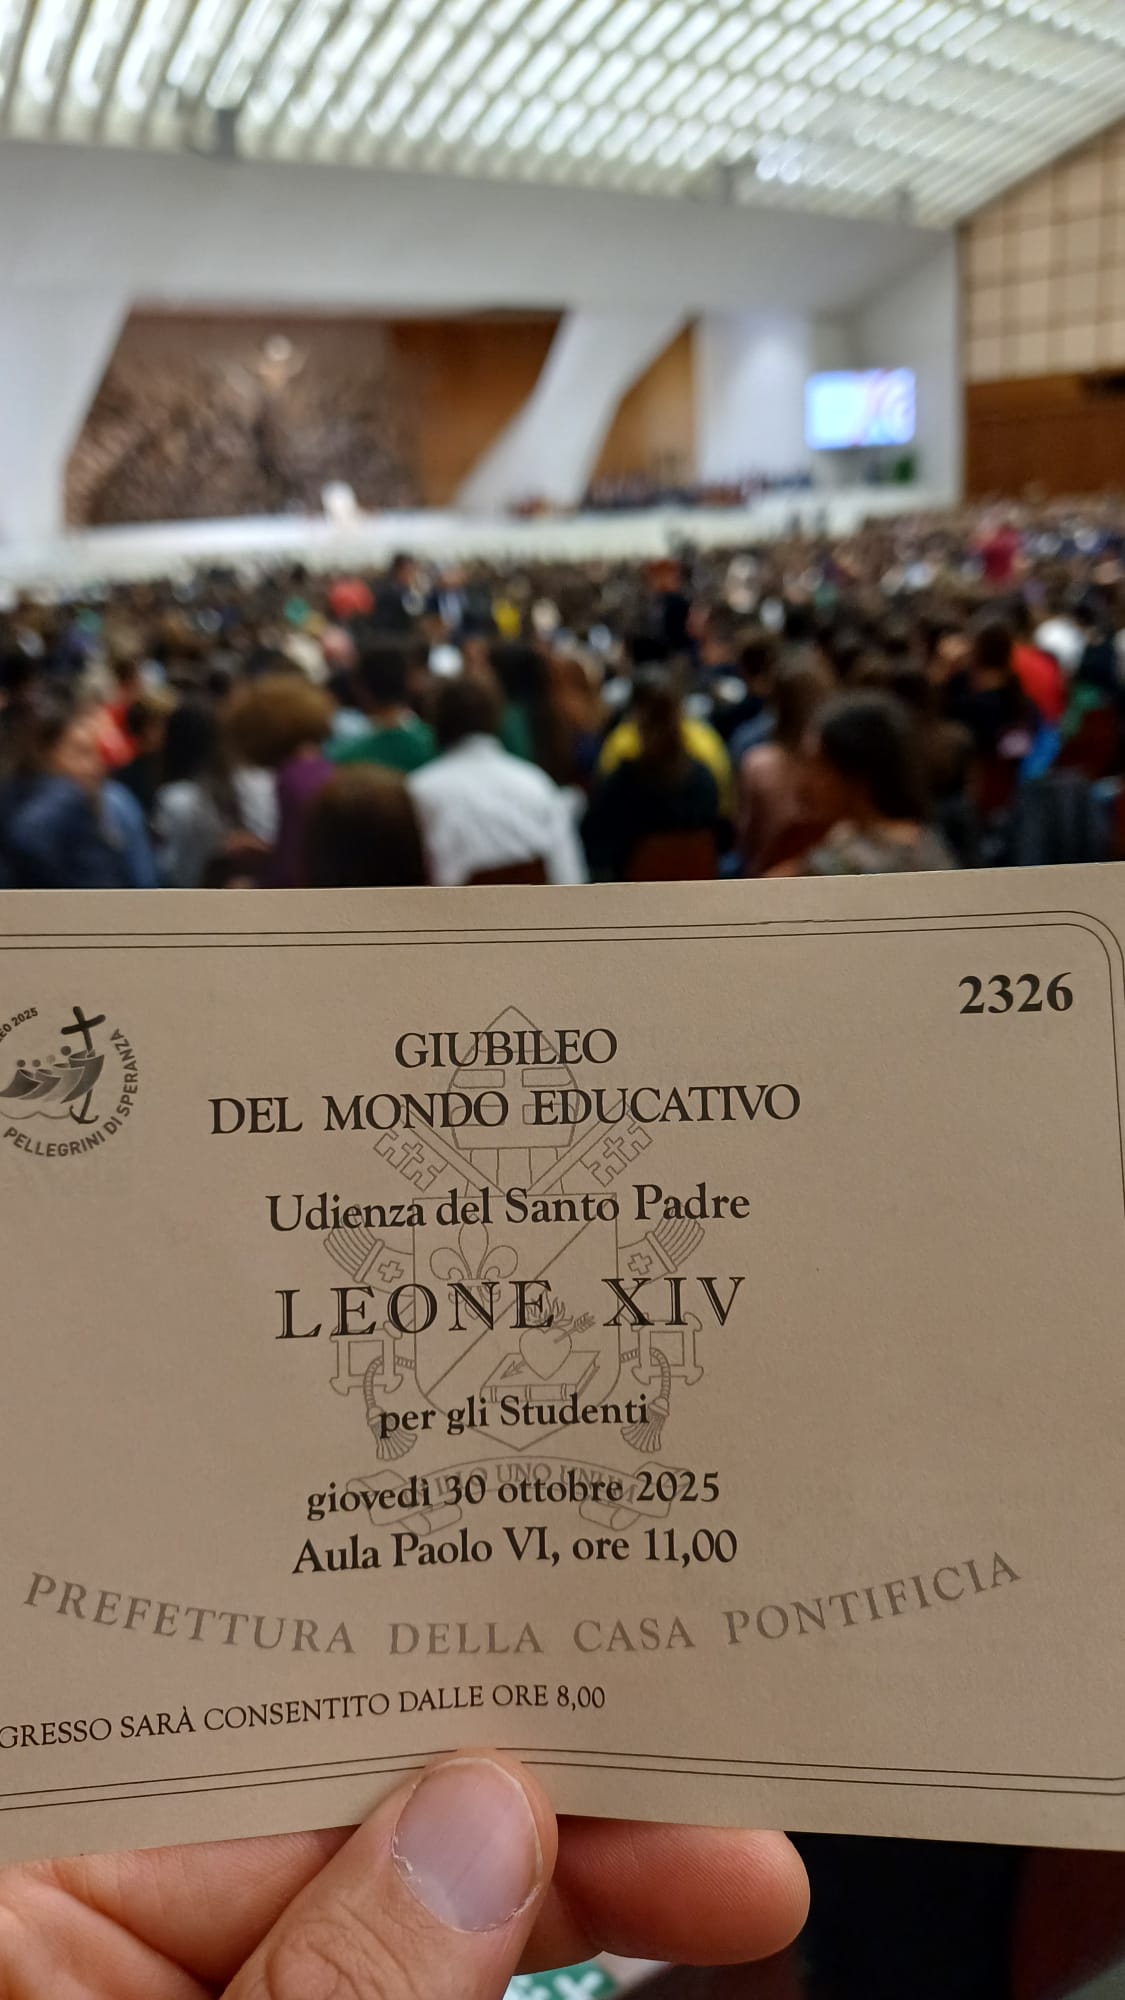 2326
2025
PELLEGRINI DI SPERANZA
GIUBILEO
DEL MONDO EDUCATIVO
Udienza del Santo Padre
LEONE XIV
per gli Studenti
UNO
giovedì 30 ottobre 2025
Aula Paolo VI, ore 11,00
PREFETTURA DELLA CASA PONTIFICIA
GRESSO SARÀ CONSENTITO DALLE ORE 8,00